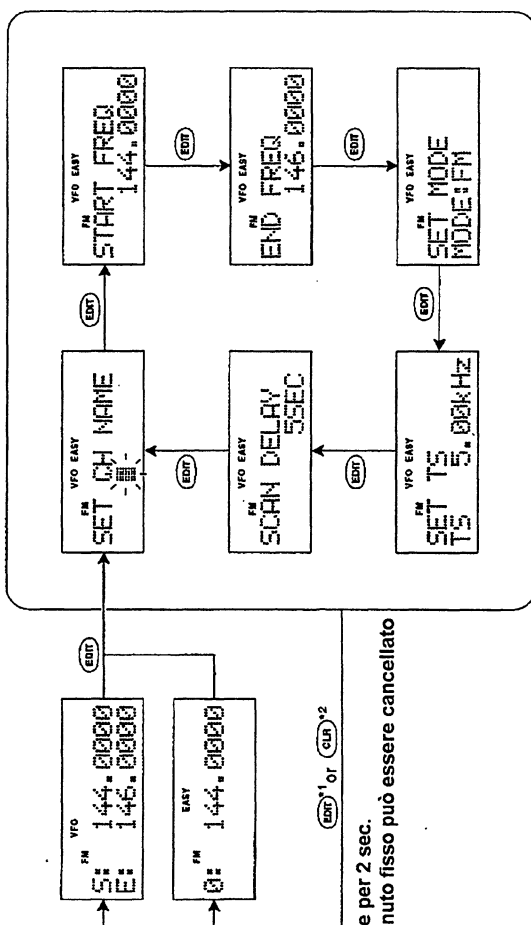 VFO
FM
S: 144.0000
E: 146.0000
EASY
FM
0: 144.0000
EDIT
VFO EASY
FM
SET CH NAME
EDIT
VFO EASY
FM
START FREQ
144.0000
EDIT
VFO EASY
FM
END FREQ
146.0000
EDIT
VFO EASY
FM
SET MODE
MODE:FM
EDIT
VFO EASY
FM
SET TS
TS 5.00kHz
EDIT
VFO EASY
FM
SCAN DELAY
5SEC
EDIT
EDIT*1 or CLR*2
e per 2 sec.
nuto fisso può essere cancellato